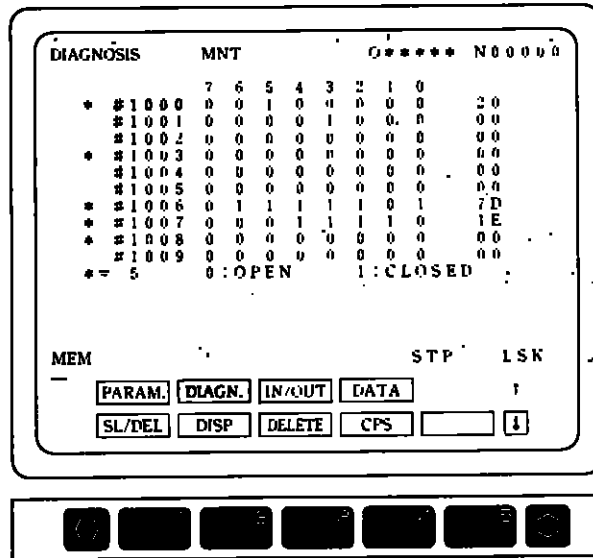 DIAGNOSIS MNT O***** N00000
7 6 5 4 3 2 1 0
* #1000 0 0 1 0 0 0 0 0 20
#1001 0 0 0 0 1 0 0 0 00
#1002 0 0 0 0 0 0 0 0 00
* #1003 0 0 0 0 0 0 0 0 00
#1004 0 0 0 0 0 0 0 0 00
#1005 0 0 0 0 0 0 0 0 00
* #1006 0 1 1 1 1 1 0 1 7D
* #1007 0 0 0 1 1 1 1 0 1E
* #1008 0 0 0 0 0 0 0 0 00
#1009 0 0 0 0 0 0 0 0 00
*= 5 0:OPEN 1:CLOSED
MEM STP LSK
PARAM. DIAGN. IN/OUT DATA ↑
SL/DEL DISP DELETE CPS ↓